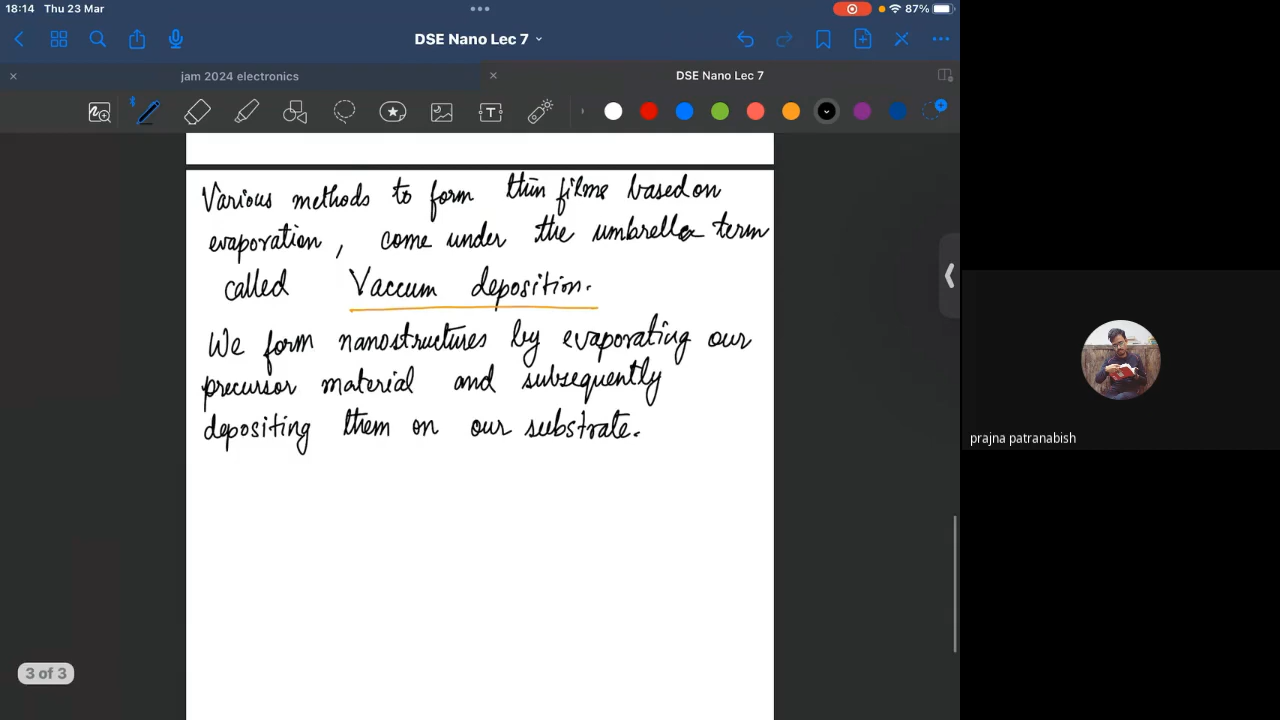 18:14 Thu 23 Mar
87%
DSE Nano Lec 7
jam 2024 electronics
DSE Nano Lec 7
T
Various methods to form thin films based on
evaporation, come under the umbrella term
called Vaccum deposition.
We form nanostructures by evaporating our
precursor material and subsequently
depositing them on our substrate.
3 of 3
prajna patranabish